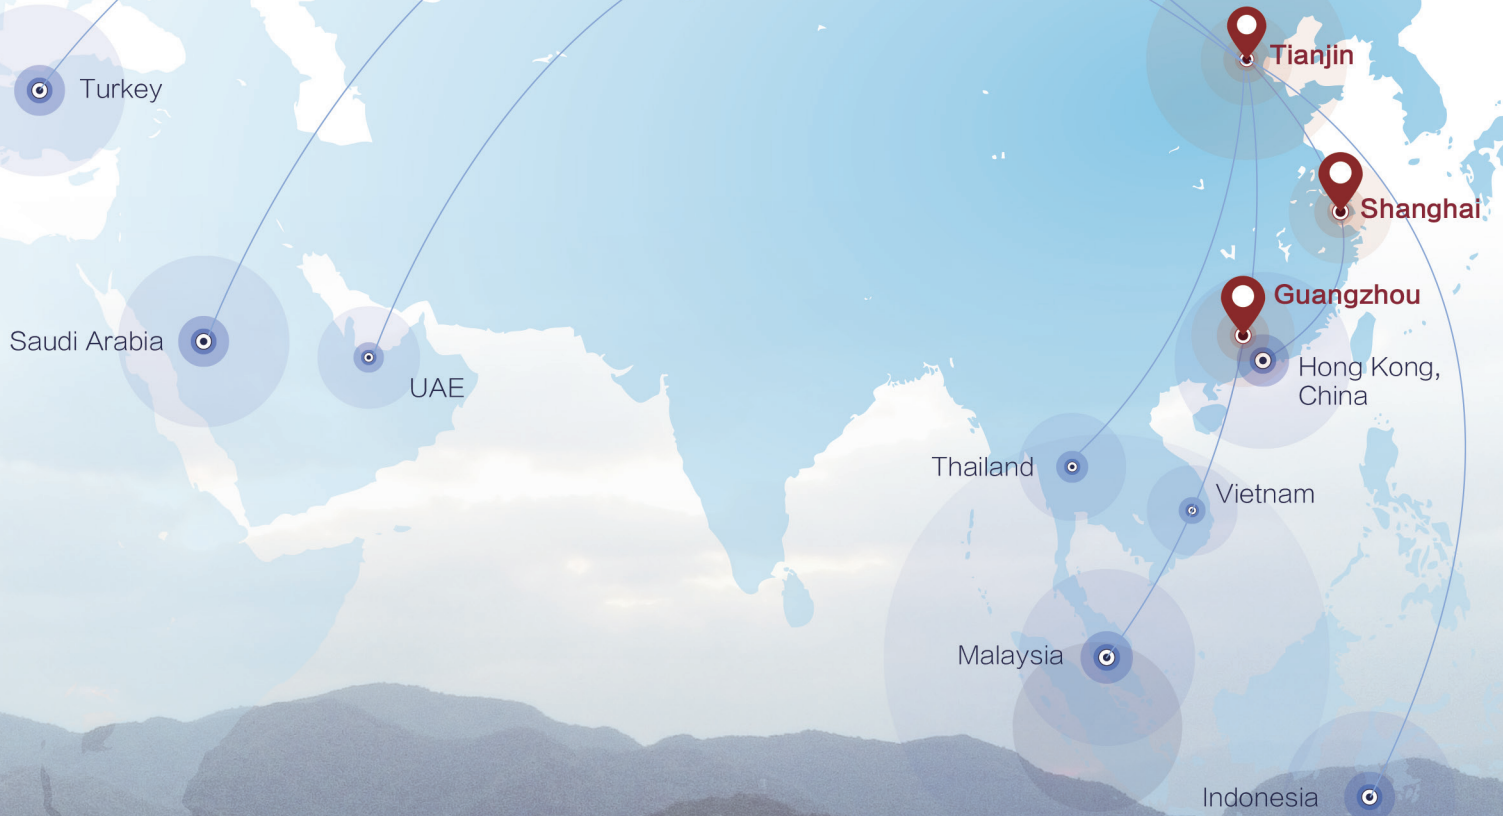 Tianjin
Turkey
Shanghai
Guangzhou
Saudi Arabia
UAE
Hong Kong,
China
Thailand
Vietnam
Malaysia
Indonesia